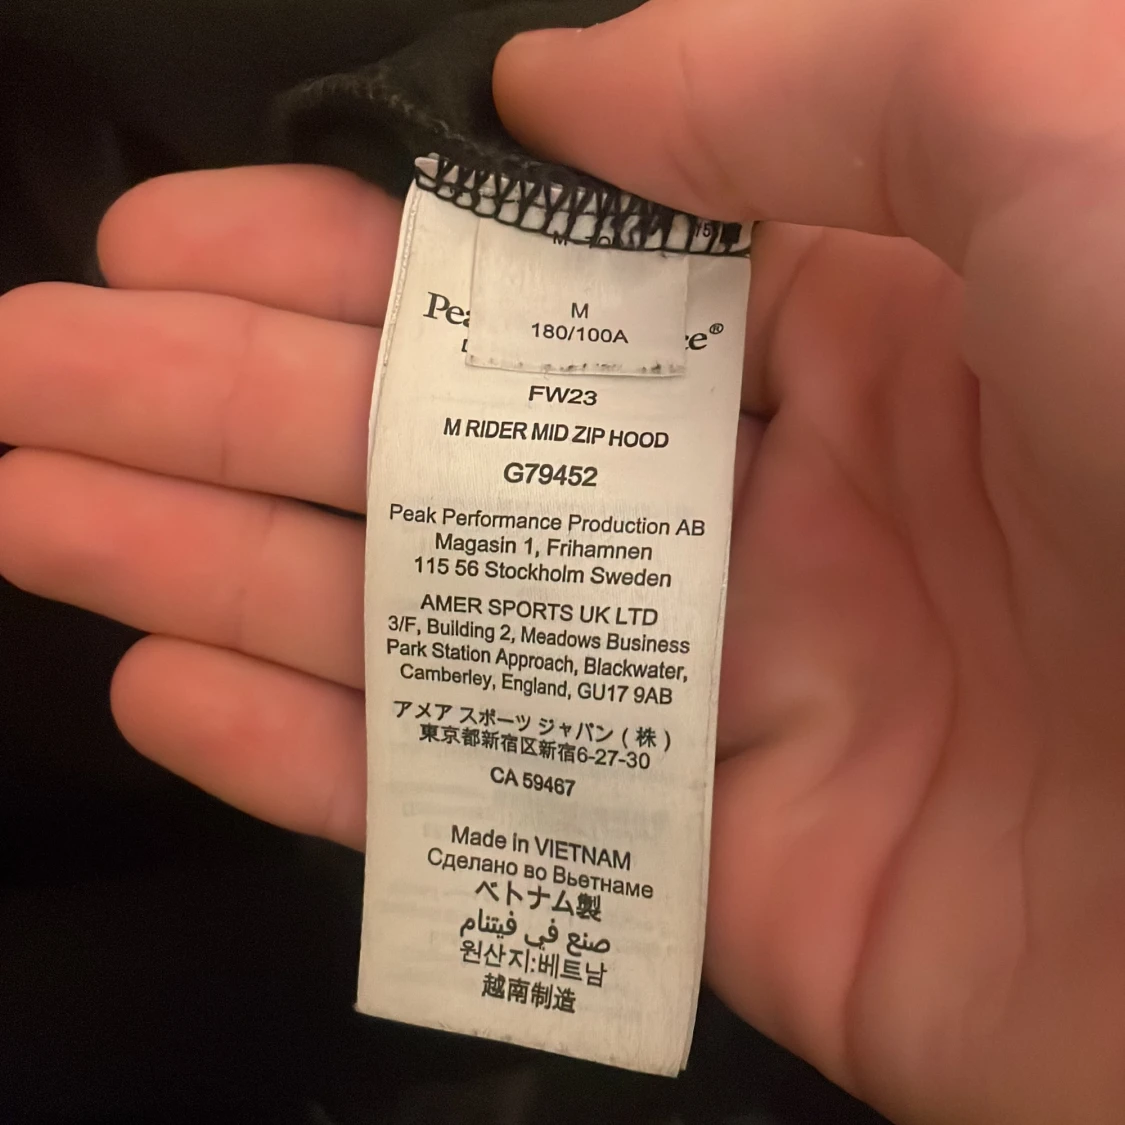 M
180/100A
FW23
M RIDER MID ZIP HOOD
G79452
Peak Performance Production AB
Magasin 1, Frihamnen
115 56 Stockholm Sweden
AMER SPORTS UK LTD
3/F, Building 2, Meadows Business
Park Station Approach, Blackwater,
Camberley, England, GU17 9AB
アメア スポーツ ジャパン ( 株 )
東京都新宿区新宿6-27-30
CA 59467
Made in VIETNAM
Сделано во Вьетнаме
ベトナム製
صنع في فيتنام
원산지:베트남
越南制造